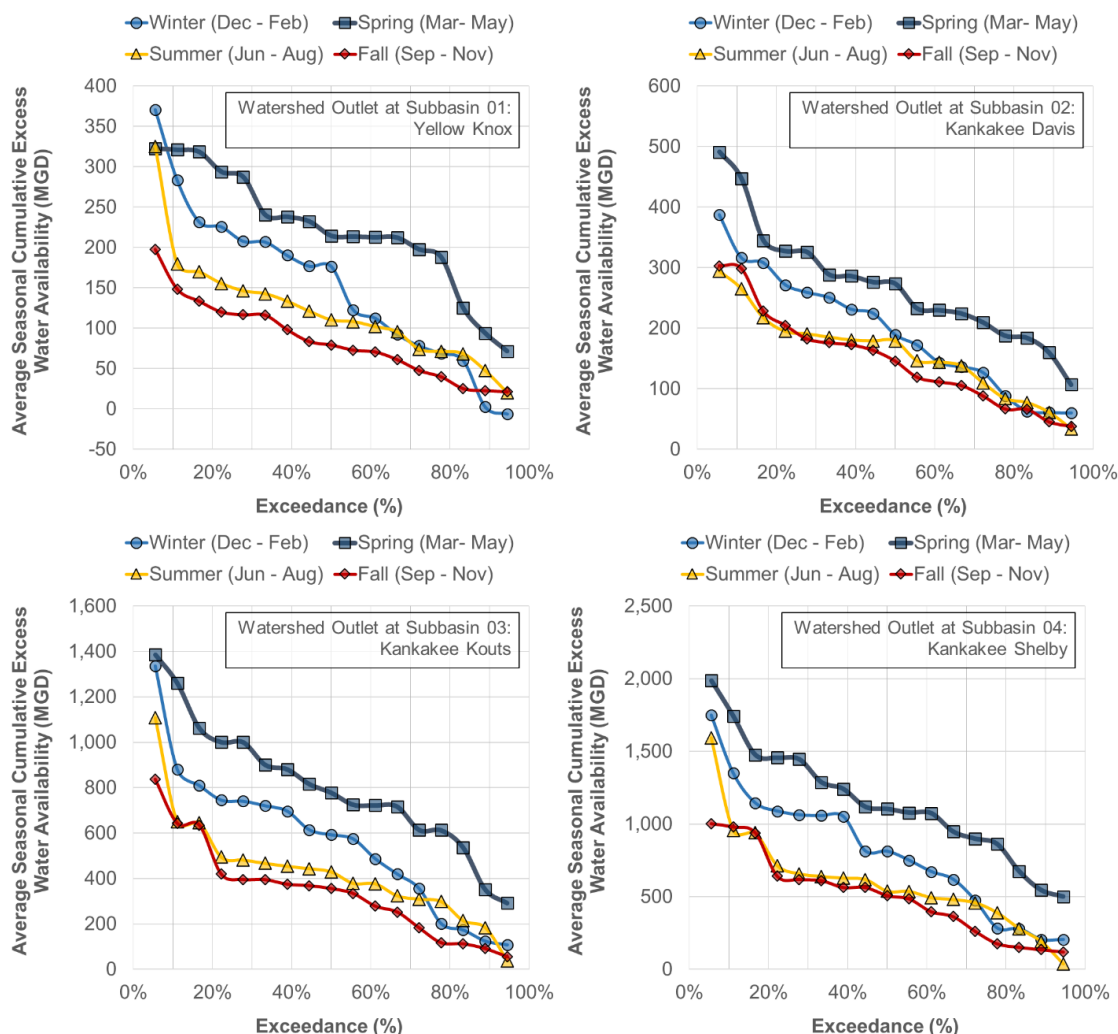 Winter (Dec - Feb) Spring (Mar- May)
Summer (Jun - Aug) Fall (Sep - Nov)
Average Seasonal Cumulative Excess
Water Availability (MGD)
400
350
300
250
200
150
100
50
0
-50
Watershed Outlet at Subbasin 01:
Yellow Knox
0% 20% 40% 60% 80% 100%
Exceedance (%)
Winter (Dec - Feb) Spring (Mar- May)
Summer (Jun - Aug) Fall (Sep - Nov)
Average Seasonal Cumulative Excess
Water Availability (MGD)
600
500
400
300
200
100
0
Watershed Outlet at Subbasin 02:
Kankakee Davis
0% 20% 40% 60% 80% 100%
Exceedance (%)
Winter (Dec - Feb) Spring (Mar- May)
Summer (Jun - Aug) Fall (Sep - Nov)
Average Seasonal Cumulative Excess
Water Availability (MGD)
1,600
1,400
1,200
1,000
800
600
400
200
0
Watershed Outlet at Subbasin 03:
Kankakee Kouts
0% 20% 40% 60% 80% 100%
Exceedance (%)
Winter (Dec - Feb) Spring (Mar- May)
Summer (Jun - Aug) Fall (Sep - Nov)
Average Seasonal Cumulative Excess
Water Availability (MGD)
2,500
2,000
1,500
1,000
500
0
Watershed Outlet at Subbasin 04:
Kankakee Shelby
0% 20% 40% 60% 80% 100%
Exceedance (%)